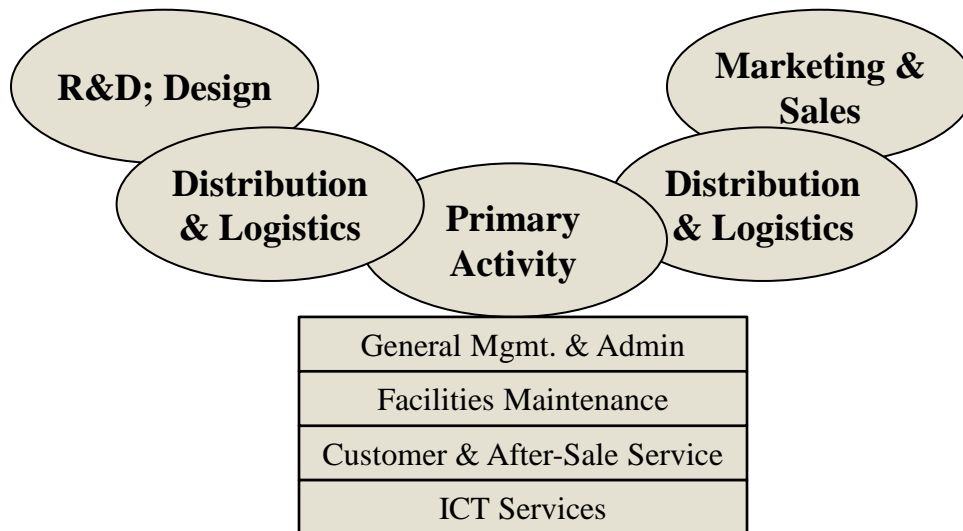 R&D; Design
Marketing &
Sales
Distribution
& Logistics
Primary
Activity
Distribution
& Logistics
General Mgmt. & Admin
Facilities Maintenance
Customer & After-Sale Service
ICT Services